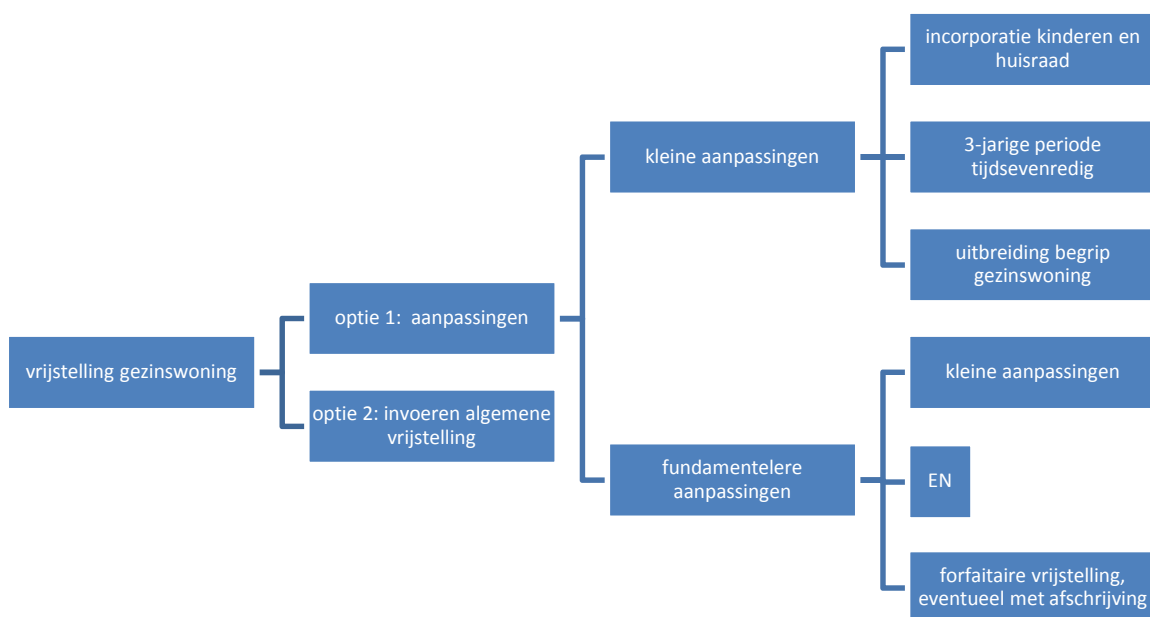 vrijstelling gezinswoning
optie 1:  aanpassingen
optie 2: invoeren algemene
vrijstelling
kleine aanpassingen
incorporatie kinderen en
huisraad
3-jarige periode
tijdsevenredig
uitbreiding begrip
gezinswoning
fundamentelere
aanpassingen
kleine aanpassingen
EN
forfaitaire vrijstelling,
eventueel met afschrijving